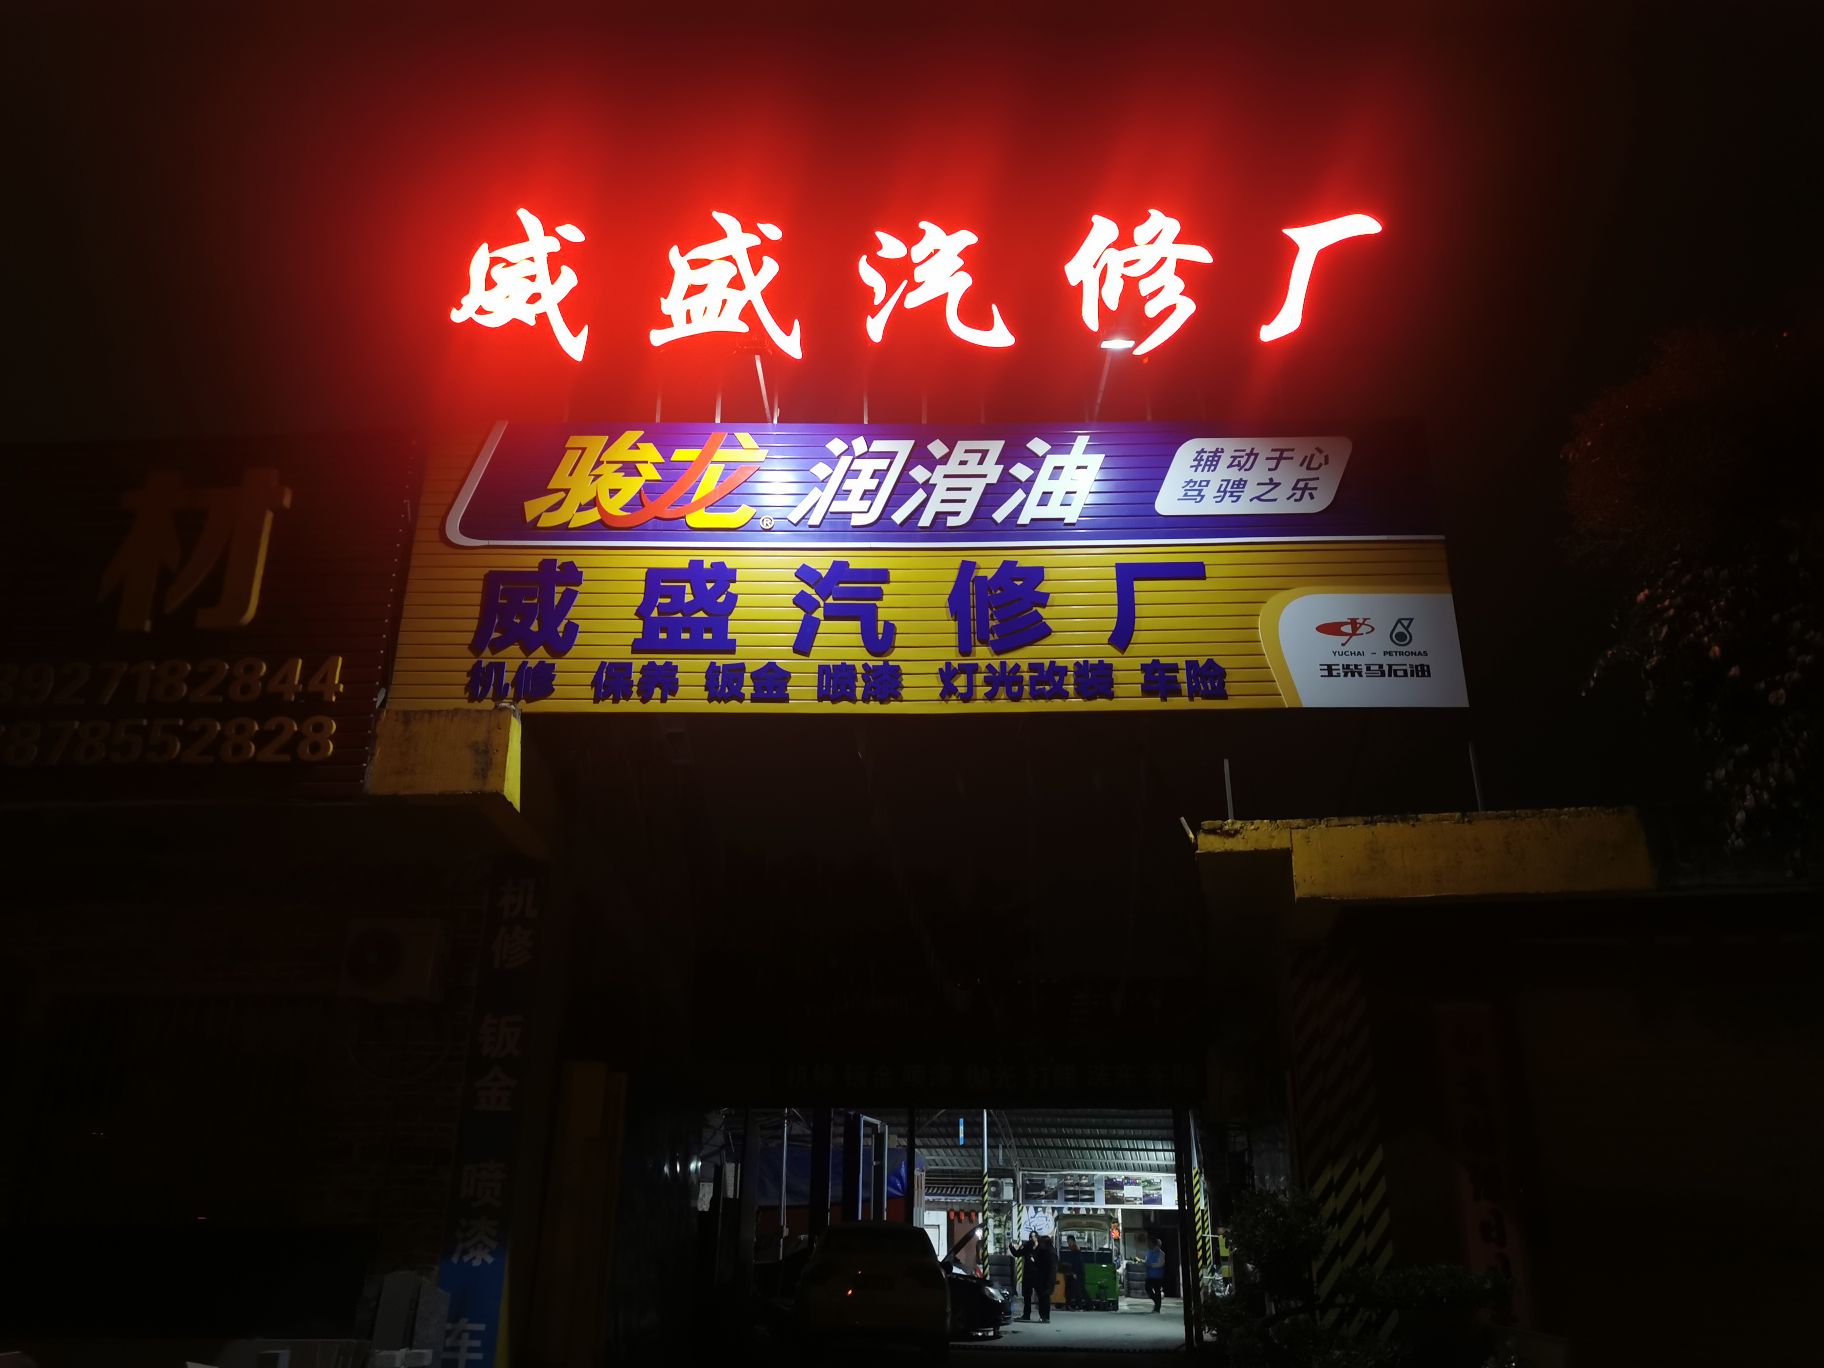 威盛汽修厂
骏龙® 润滑油
辅动于心
驾骋之乐
威盛汽修厂
机修 保养 钣金 喷漆 灯光改装 车险
YUCHAI - PETRONAS
玉柴马石油
材
927182844
878552828
机修 钣金 喷漆 车